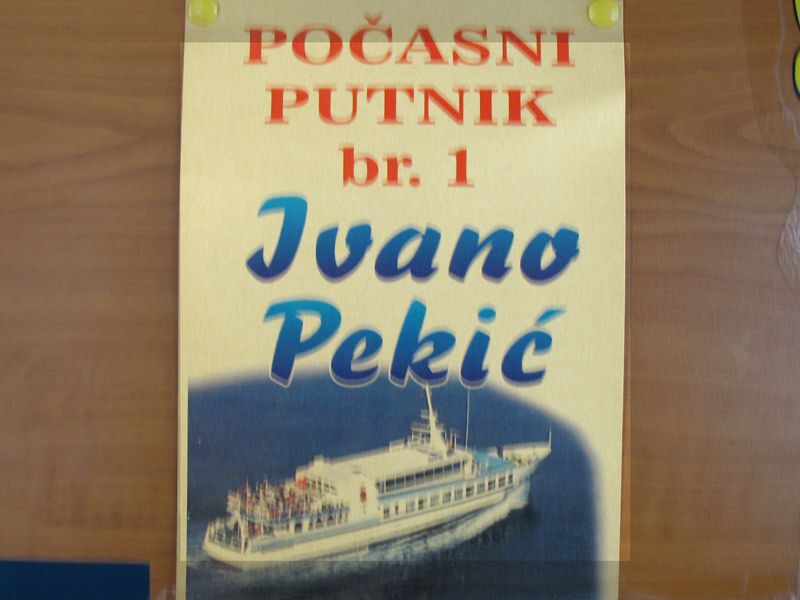 POČASNI
PUTNIK
br. 1
Ivano
Pekić